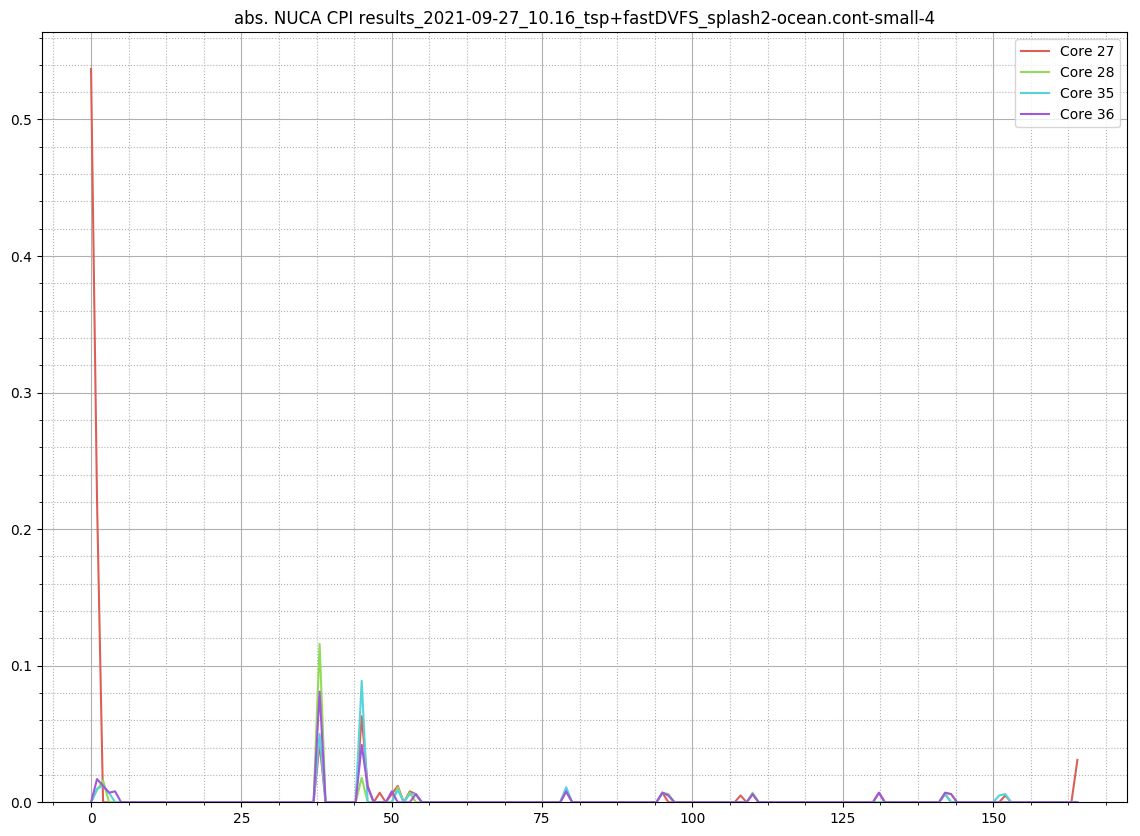 abs. NUCA CPI results_2021-09-27_10.16_tsp+fastDVFS_splash2-ocean.cont-small-4
Core 27
Core 28
Core 35
Core 36
0.5
0.4
0.3
0.2
0.1
0.0
0 25 50 75 100 125 150